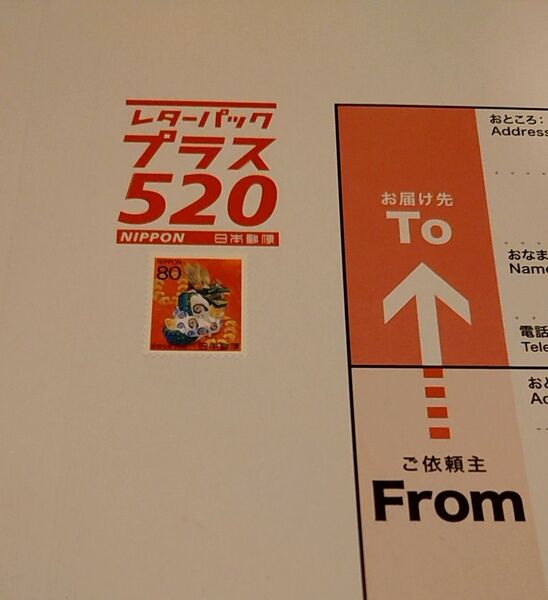 レターパック
プラス
520
NIPPON 日本郵便
NIPPON
80
日本郵便
お届け先
To
おところ:
Address
おなま
Name
電話
Tele
ご依頼主
From
おと
Ad